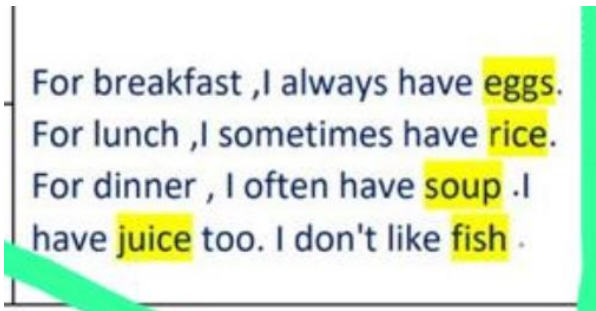 For breakfast ,I always have eggs.
For lunch ,I sometimes have rice.
For dinner , I often have soup .I
have juice too. I don't like fish .